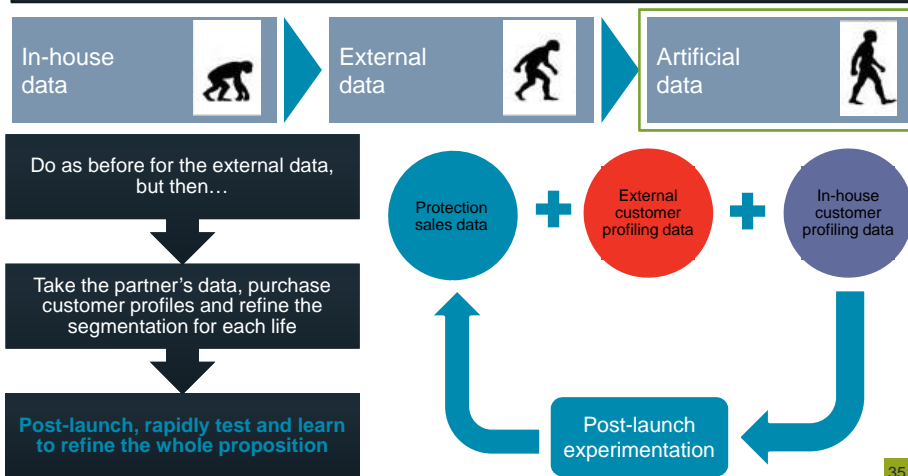 In-house
data
External
data
Artificial
data
Do as before for the external data,
but then…
Take the partner's data, purchase
customer profiles and refine the
segmentation for each life
Post-launch, rapidly test and learn
to refine the whole proposition
Protection
sales data
External
customer
profiling data
In-house
customer
profiling data
Post-launch
experimentation
35